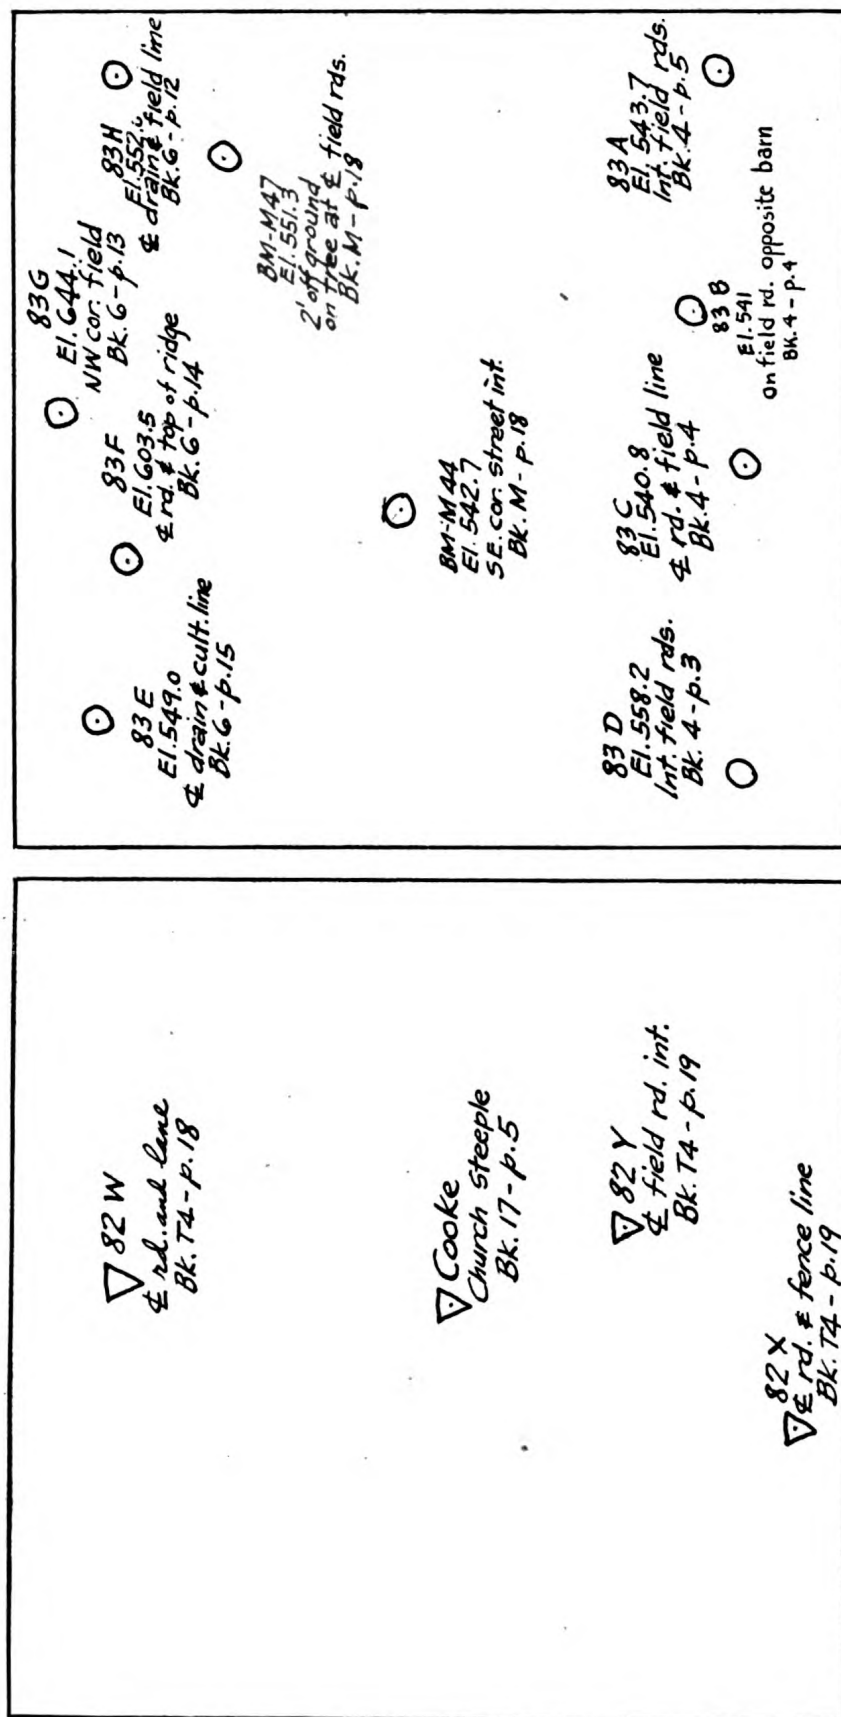 83G
El. 644.1
NW cor. field
Bk. 6 - p.13
83H
El. 552.
℄ drain & field line
Bk. 6 - p.12
83F
El. 603.5
℄ rd. & top of ridge
Bk. 6 - p.14
83E
El. 549.0
℄ drain & cult. line
Bk. 6 - p.15
BM-M47
El. 551.3
2' off ground
on tree at ℄ field rds.
Bk. M - p.18
BM-M44
El. 542.7
SE. cor. street int.
Bk. M - p.18
83A
El. 543.7
Int. field rds.
Bk. 4 - p.5
83 B
El. 541
on field rd. opposite barn
BK. 4 - p.4
83 C
El. 540.8
℄ rd. & field line
Bk. 4 - p.4
83 D
El. 558.2
Int. field rds.
Bk. 4 - p.3
82 W
℄ rd. and lane
Bk. T4 - p.18
Cooke
Church Steeple
Bk. 17 - p.5
82 Y
℄ field rd. int.
Bk. T4 - p.19
82 X
℄ rd. & fence line
Bk. T4 - p.19